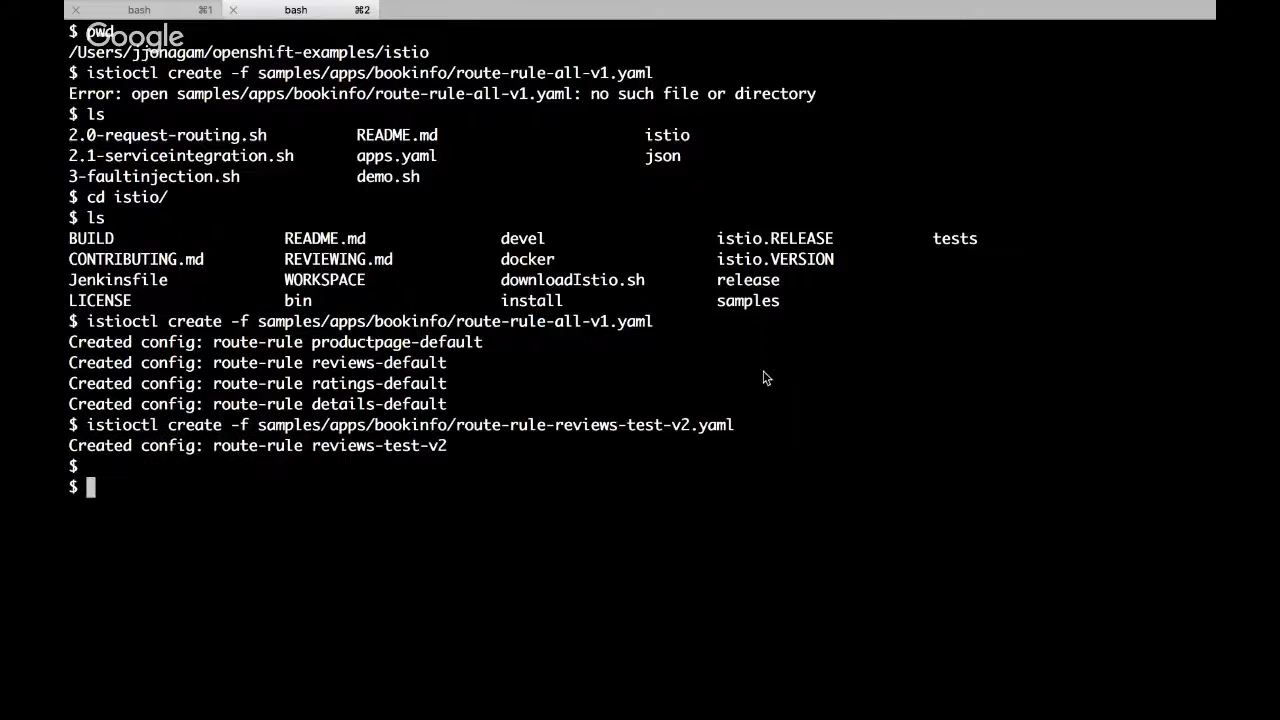 bash ⌘1 bash ⌘2
$ pwd
Google
/Users/jjonagam/openshift-examples/istio
$ istioctl create -f samples/apps/bookinfo/route-rule-all-v1.yaml
Error: open samples/apps/bookinfo/route-rule-all-v1.yaml: no such file or directory
$ ls
2.0-request-routing.sh README.md istio
2.1-serviceintegration.sh apps.yaml json
3-faultinjection.sh demo.sh
$ cd istio/
$ ls
BUILD README.md devel istio.RELEASE tests
CONTRIBUTING.md REVIEWING.md docker istio.VERSION
Jenkinsfile WORKSPACE downloadIstio.sh release
LICENSE bin install samples
$ istioctl create -f samples/apps/bookinfo/route-rule-all-v1.yaml
Created config: route-rule productpage-default
Created config: route-rule reviews-default
Created config: route-rule ratings-default
Created config: route-rule details-default
$ istioctl create -f samples/apps/bookinfo/route-rule-reviews-test-v2.yaml
Created config: route-rule reviews-test-v2
$
$